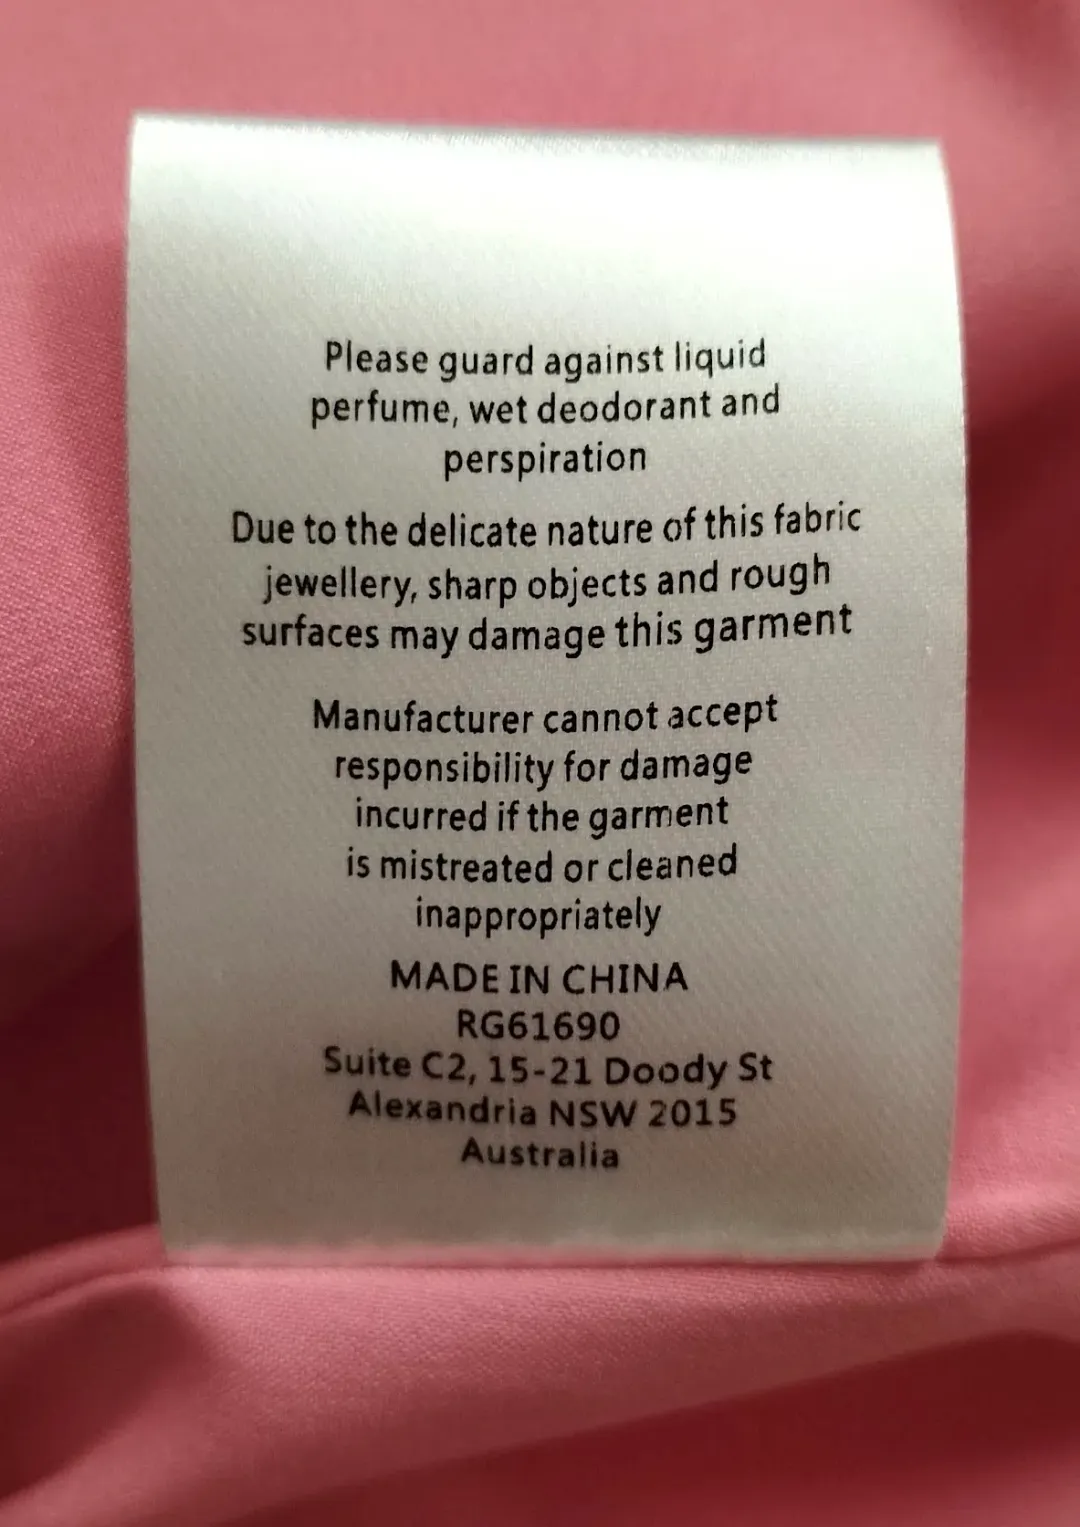 Please guard against liquid
perfume, wet deodorant and
perspiration
Due to the delicate nature of this fabric
jewellery, sharp objects and rough
surfaces may damage this garment
Manufacturer cannot accept
responsibility for damage
incurred if the garment
is mistreated or cleaned
inappropriately
MADE IN CHINA
RG61690
Suite C2, 15-21 Doody St
Alexandria NSW 2015
Australia